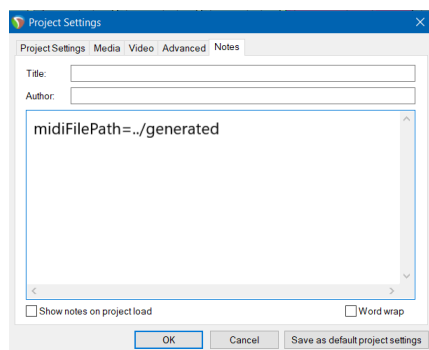 Project Settings
Project Settings Media Video Advanced Notes
Title:
Author:
midiFilePath=../generated
Show notes on project load Word wrap
OK Cancel Save as default project settings